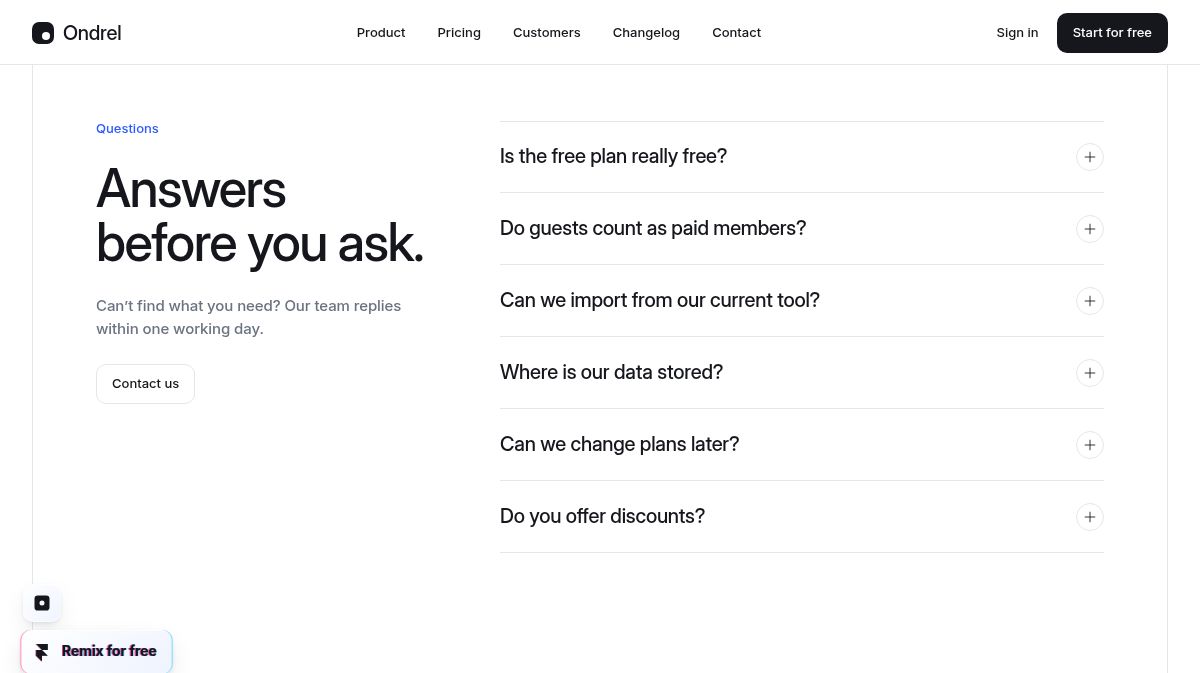 Ondrel
Product
Pricing
Customers
Changelog
Contact
Sign in
Start for free
Questions
Answers
before you ask.
Can't find what you need? Our team replies
within one working day.
Contact us
Is the free plan really free?
Do guests count as paid members?
Can we import from our current tool?
Where is our data stored?
Can we change plans later?
Do you offer discounts?
Remix for free